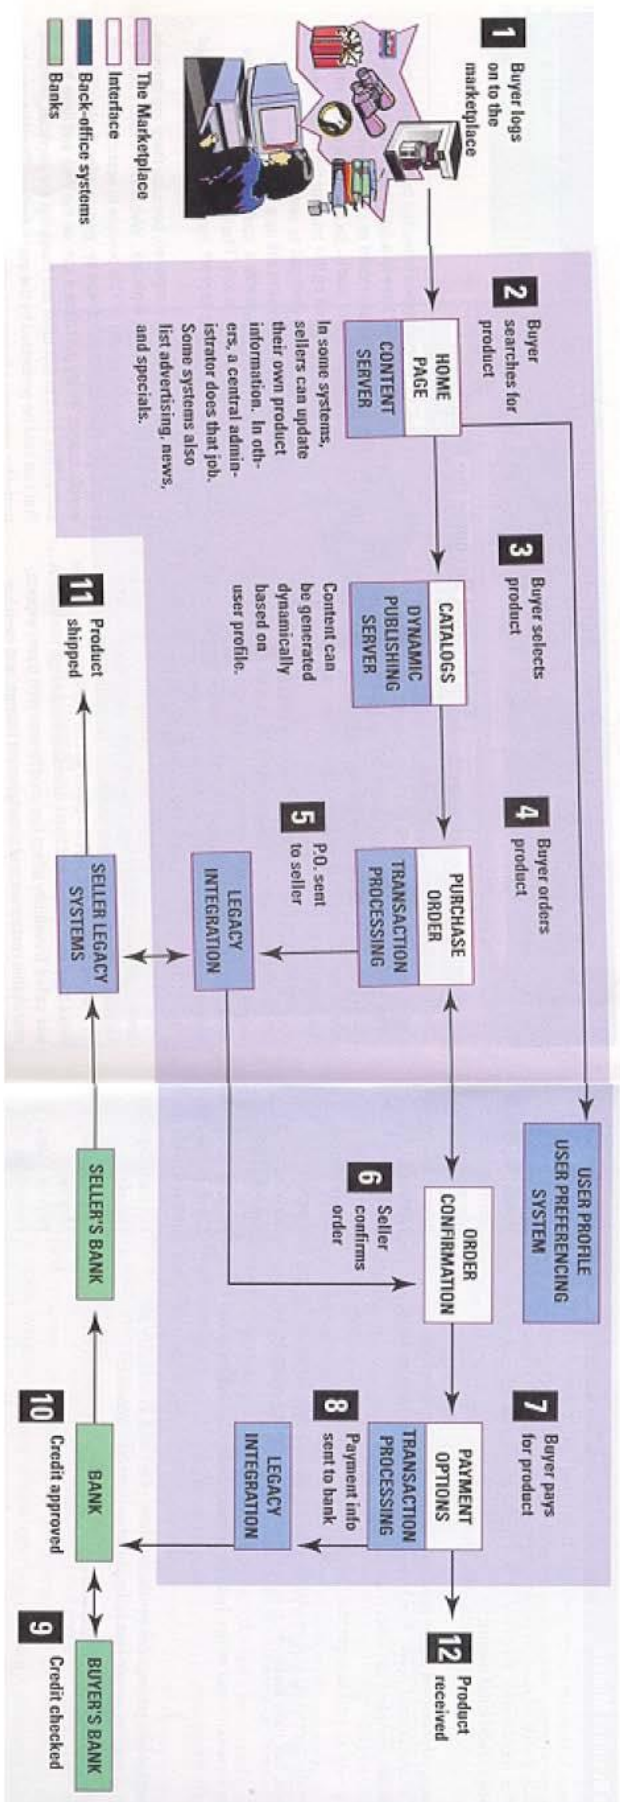 1
Buyer logs
on to the
marketplace
The Marketplace
Interface
Back-office systems
Banks
2
Buyer
searches for
product
HOME
PAGE
CONTENT
SERVER
In some systems,
sellers can update
their own product
information. In oth-
ers, a central admin-
istrator does that job.
Some systems also
list advertising, news,
and specials.
3
Buyer selects
product
CATALOGS
DYNAMIC
PUBLISHING
SERVER
Content can
be generated
dynamically
based on
user profile.
4
Buyer orders
product
PURCHASE
ORDER
TRANSACTION
PROCESSING
5
P.O. sent
to seller
LEGACY
INTEGRATION
SELLER LEGACY
SYSTEMS
11
Product
shipped
USER PROFILE
USER PREFERENCING
SYSTEM
ORDER
CONFIRMATION
6
Seller
confirms
order
SELLER'S BANK
7
Buyer pays
for product
PAYMENT
OPTIONS
TRANSACTION
PROCESSING
8
Payment info
sent to bank
LEGACY
INTEGRATION
BANK
10
Credit approved
12
Product
received
BUYER'S BANK
9
Credit checked